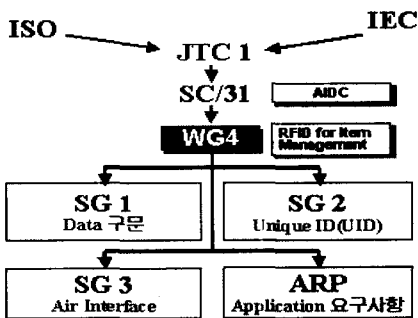 ISO
IEC
JTC 1
SC/31
AIDC
WG4
RFID for Item
Management
SG 1
Data 구문
SG 2
Unique ID(UID)
SG 3
Air Interface
ARP
Application 요구사항